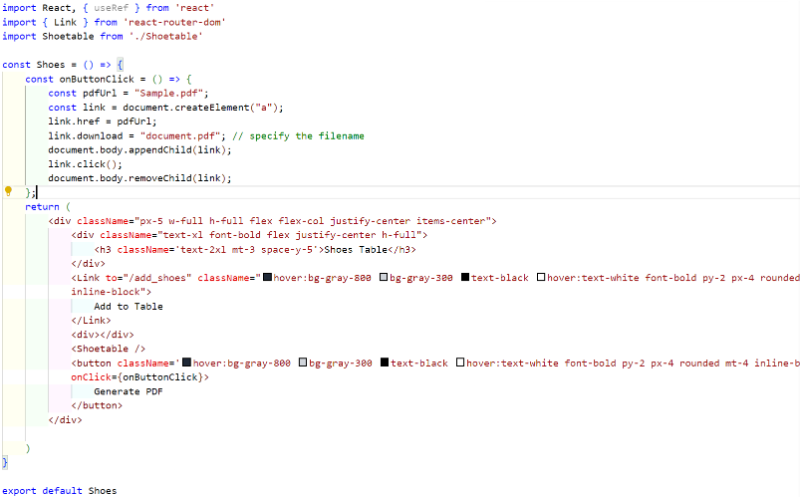 import React, { useRef } from 'react'
import { Link } from 'react-router-dom'
import Shoetable from './Shoetable'
const Shoes = () => {
const onButtonClick = () => {
const pdfUrl = "Sample.pdf";
const link = document.createElement("a");
link.href = pdfUrl;
link.download = "document.pdf"; // specify the filename
document.body.appendChild(link);
link.click();
document.body.removeChild(link);
};
return (
<div className="px-5 w-full h-full flex flex-col justify-center items-center">
<div className="text-xl font-bold flex justify-center h-full">
<h3 className='text-2xl mt-3 space-y-5'>Shoes Table</h3>
</div>
<Link to="/add_shoes" className="hover:bg-gray-800 bg-gray-300 text-black hover:text-white font-bold py-2 px-4 rounded
inline-block">
Add to Table
</Link>
<div></div>
<Shoetable />
<button className='hover:bg-gray-800 bg-gray-300 text-black hover:text-white font-bold py-2 px-4 rounded mt-4 inline-b
onClick={onButtonClick}>
Generate PDF
</button>
</div>
)
}
export default Shoes